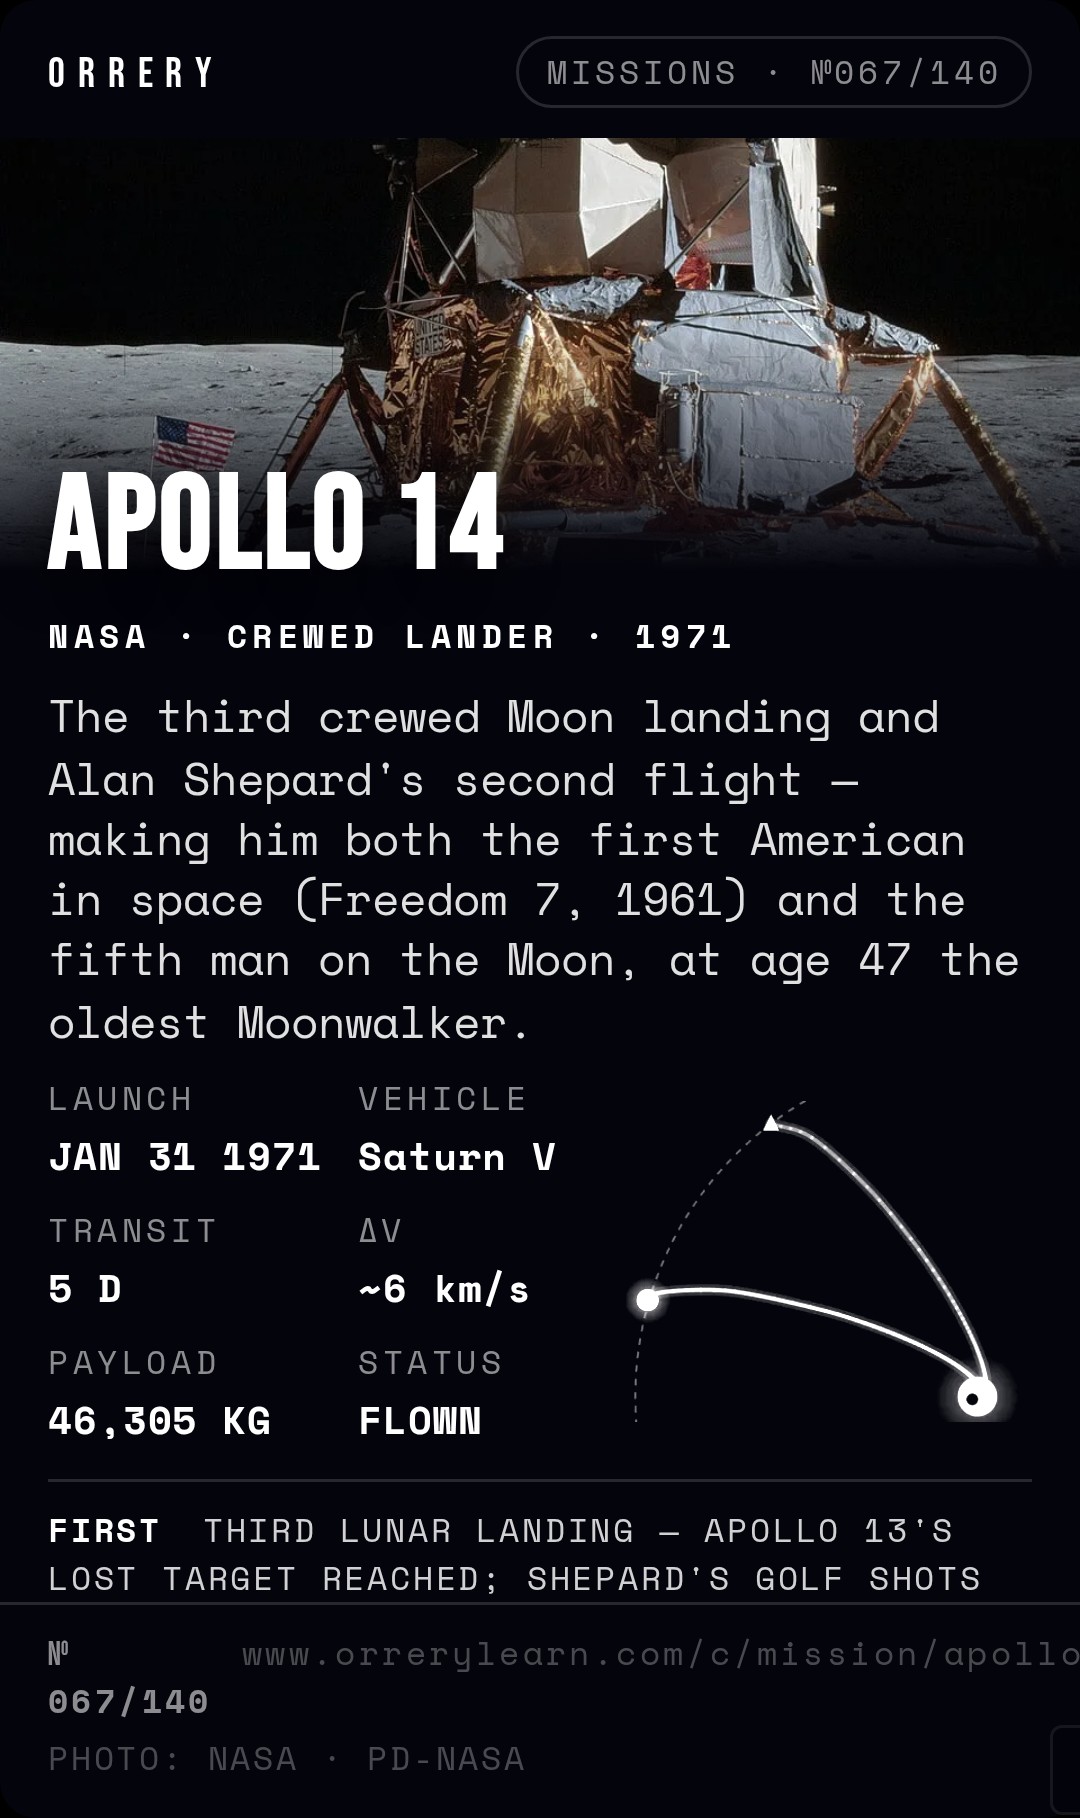 ORRERY
MISSIONS · №067/140
UNITED
STATES
APOLLO 14
NASA · CREWED LANDER · 1971
The third crewed Moon landing and
Alan Shepard's second flight —
making him both the first American
in space (Freedom 7, 1961) and the
fifth man on the Moon, at age 47 the
oldest Moonwalker.
LAUNCH VEHICLE
JAN 31 1971 Saturn V
TRANSIT ΔV
5 D ~6 km/s
PAYLOAD STATUS
46,305 KG FLOWN
FIRST THIRD LUNAR LANDING — APOLLO 13'S
LOST TARGET REACHED; SHEPARD'S GOLF SHOTS
№ www.orrerylearn.com/c/mission/apollo
067/140
PHOTO: NASA · PD-NASA